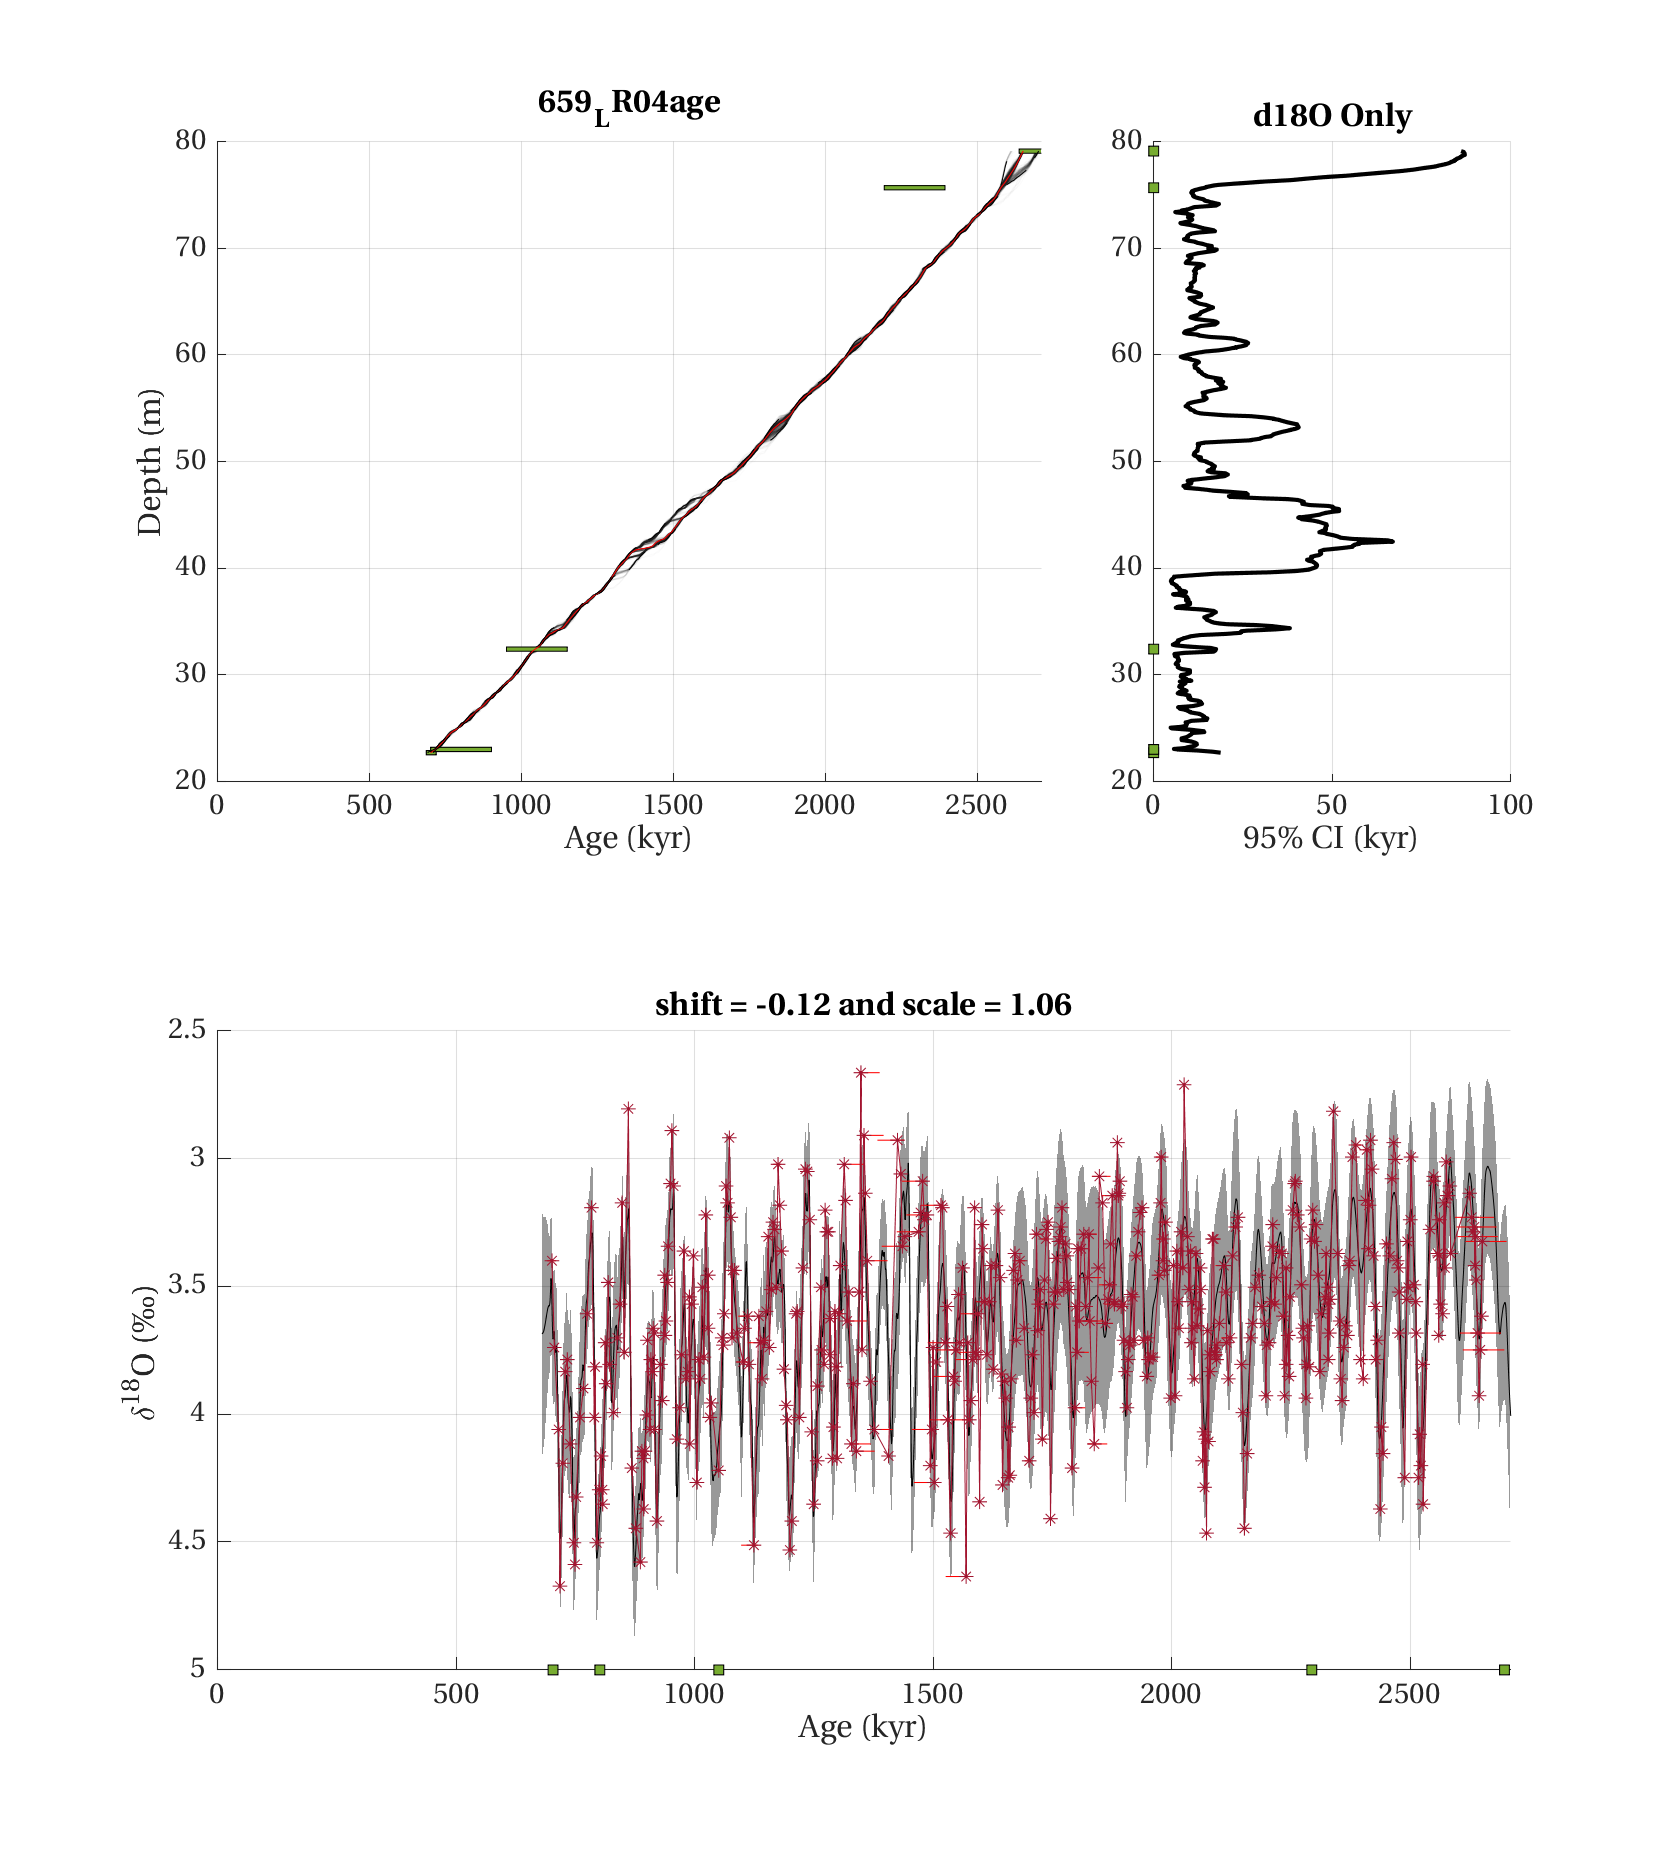 659LR04age
80
70
60
50
40
30
20
Depth (m)
0 500 1000 1500 2000 2500
Age (kyr)
d18O Only
80
70
60
50
40
30
20
0 50 100
95% CI (kyr)
shift = -0.12 and scale = 1.06
2.5
3
3.5
4
4.5
5
δ18O (‰)
0 500 1000 1500 2000 2500
Age (kyr)